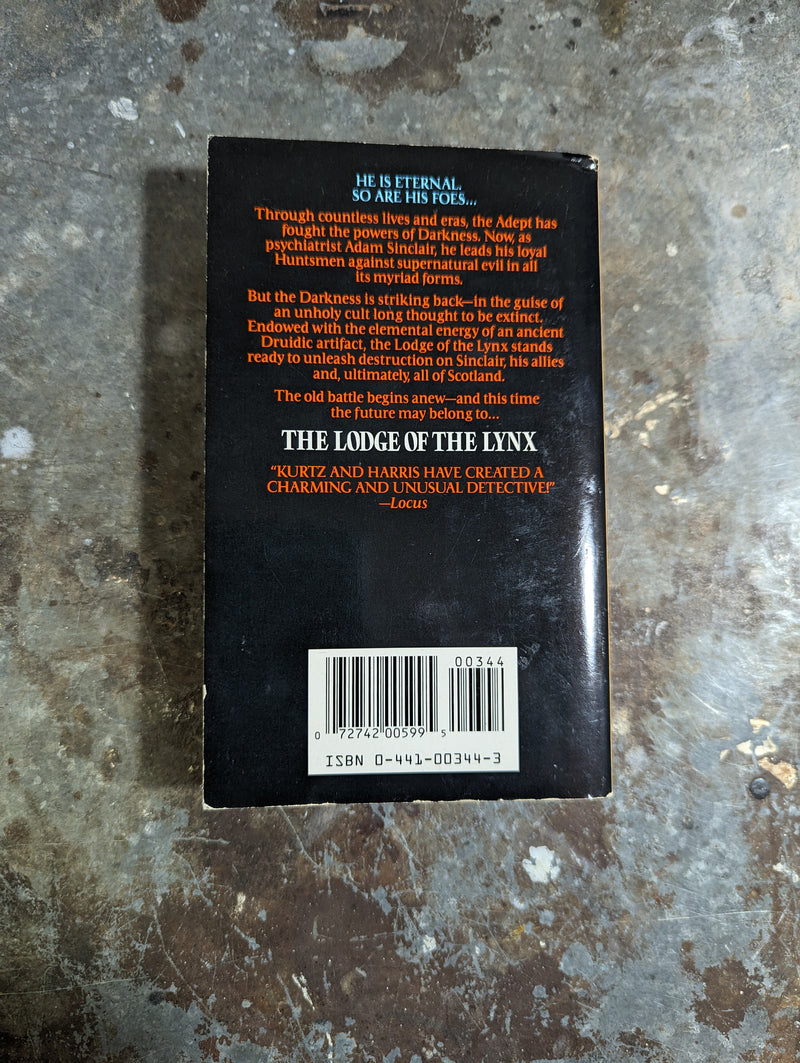 HE IS ETERNAL.
SO ARE HIS FOES...
Through countless lives and eras, the Adept has
fought the powers of Darkness. Now, as
psychiatrist Adam Sinclair, he leads his loyal
Huntsmen against supernatural evil in all
its myriad forms.
But the Darkness is striking back—in the guise of
an unholy cult long thought to be extinct.
Endowed with the elemental energy of an ancient
Druidic artifact, the Lodge of the Lynx stands
ready to unleash destruction on Sinclair, his allies
and, ultimately, all of Scotland.
The old battle begins anew—and this time
the future may belong to...
THE LODGE OF THE LYNX
"KURTZ AND HARRIS HAVE CREATED A
CHARMING AND UNUSUAL DETECTIVE!"
—Locus
00344
0 72742 00599 5
ISBN 0-441-00344-3